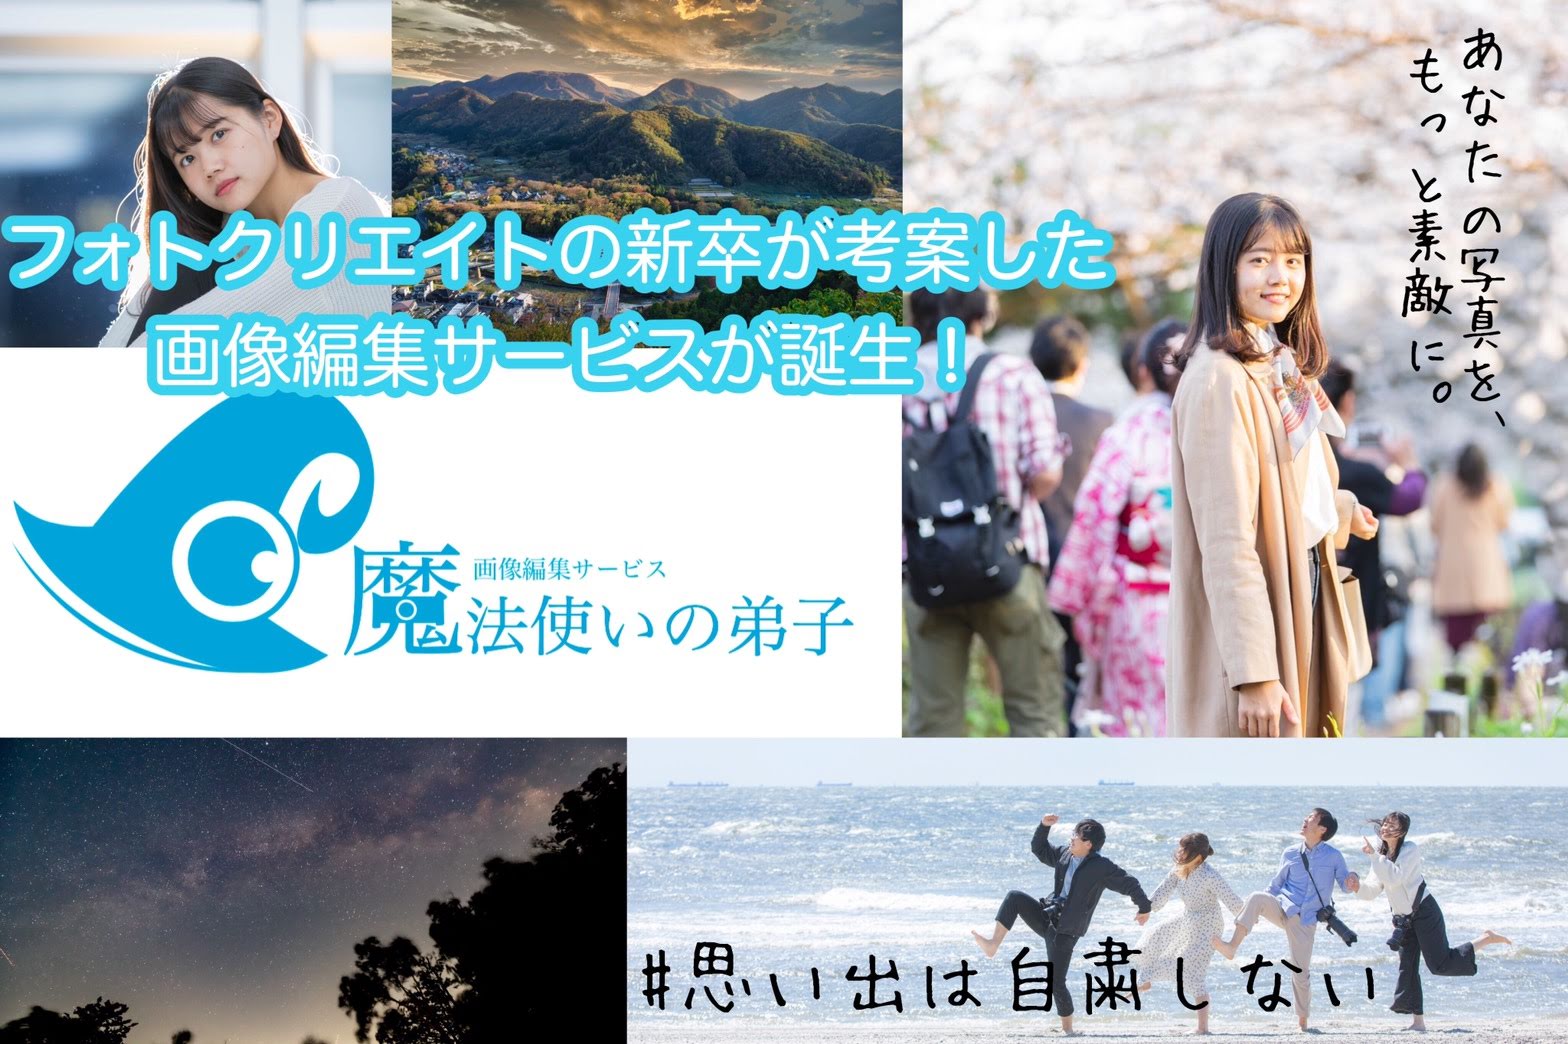 あなたの写真を、
もっと素敵に。
フォトクリエイトの新卒が考案した
画像編集サービスが誕生！
画像編集サービス
魔法使いの弟子
#思い出は自粛しない